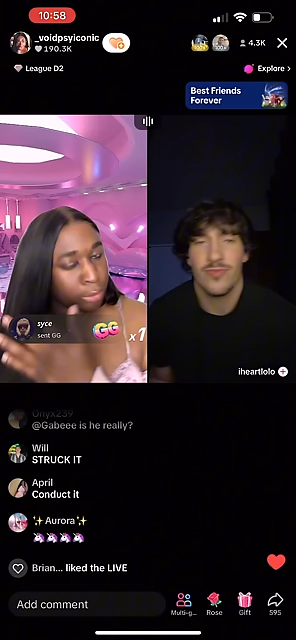 10:58
_voidpsyiconic
190.3K
100+
4.3K
League D2
Explore >
Best Friends
Forever
syce
sent GG
GG
x1
iheartlolo
Onyx239
@Gabeee is he really?
Will
STRUCK IT
April
Conduct it
✨Aurora✨
🦄🦄🦄🦄
Brian... liked the LIVE
Add comment
Multi-g...
Rose
Gift
595